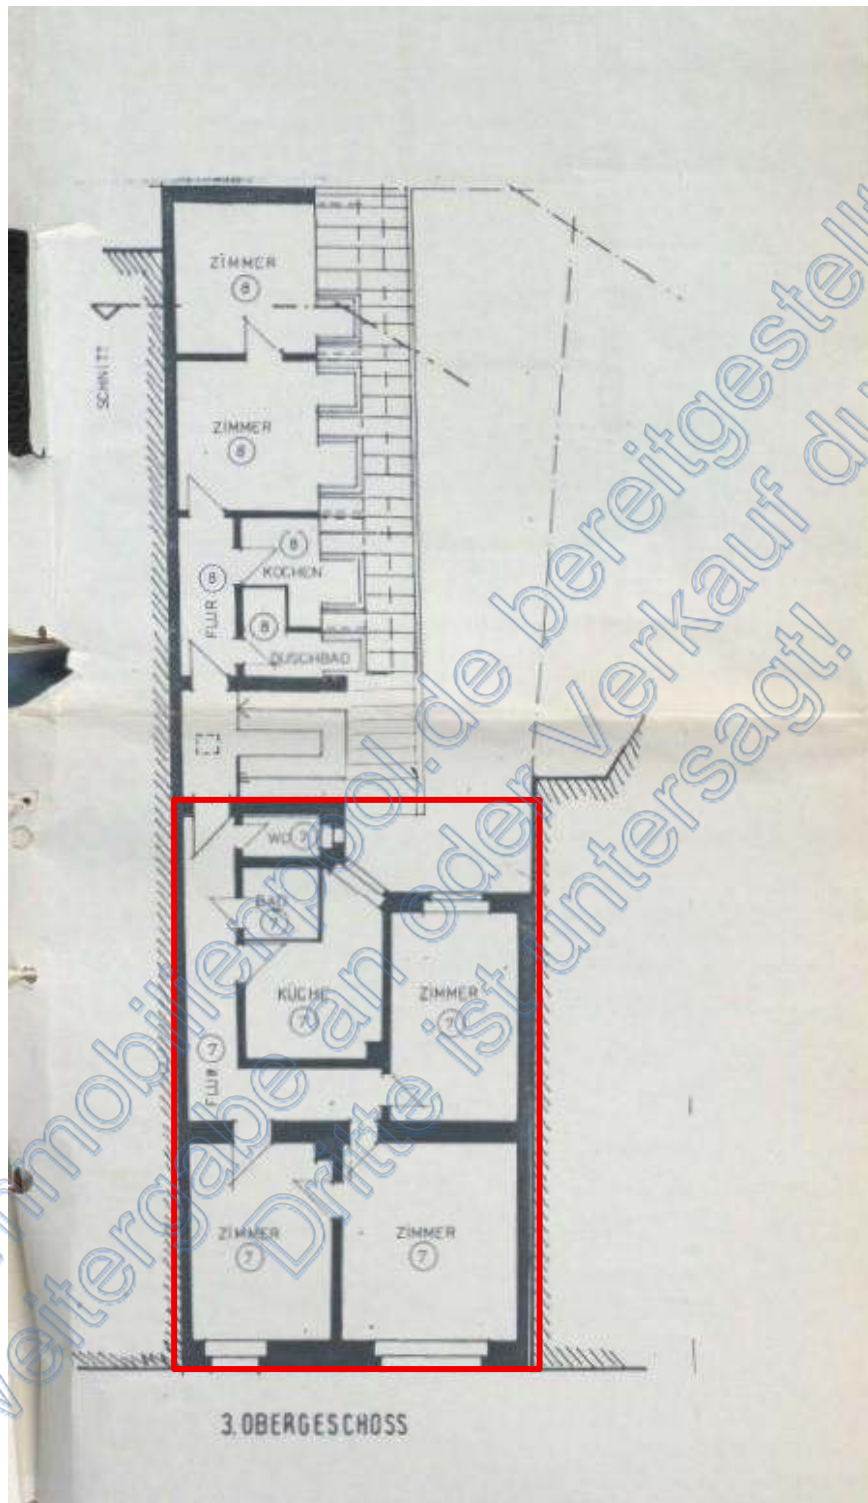 ZIMMER
8
SCHNITT
ZIMMER
8
8
KOCHEN
FLUR 8
8
DUSCHBAD
WC 7
BAD
7
KÜCHE
7
ZIMMER
7
FLUR 7
ZIMMER
7
ZIMMER
7
3. OBERGESCHOSS
immobilienpool.de bereitgestellt
Weitergabe an oder Verkauf du
Dritte ist untersagt!